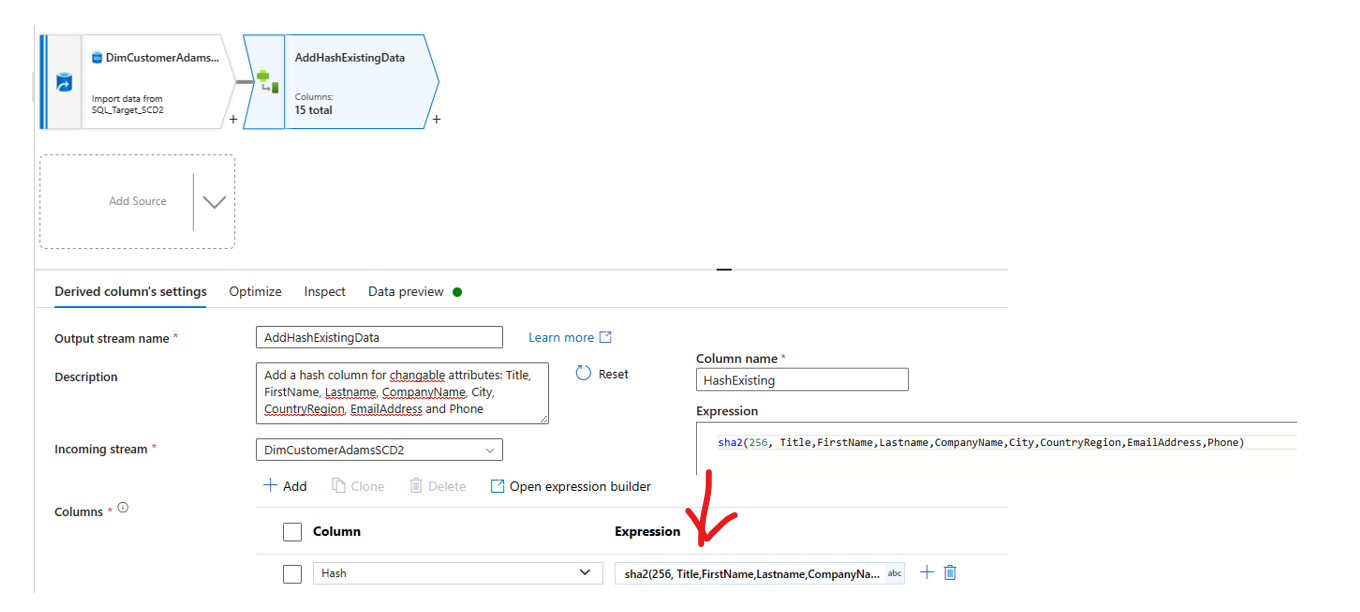 DimCustomerAdams...
Import data from
SQL_Target_SCD2
+
AddHashExistingData
Columns:
15 total
+
Add Source
Derived column's settings Optimize Inspect Data preview
Output stream name * AddHashExistingData Learn more
Description Add a hash column for changable attributes: Title,
FirstName, Lastname, CompanyName, City,
CountryRegion, EmailAddress and Phone
Reset
Column name *
HashExisting
Expression
sha2(256, Title,FirstName,Lastname,CompanyName,City,CountryRegion,EmailAddress,Phone)
Incoming stream * DimCustomerAdamsSCD2
+ Add Clone Delete Open expression builder
Columns *
Column Expression
Hash sha2(256, Title,FirstName,Lastname,CompanyNa... abc +